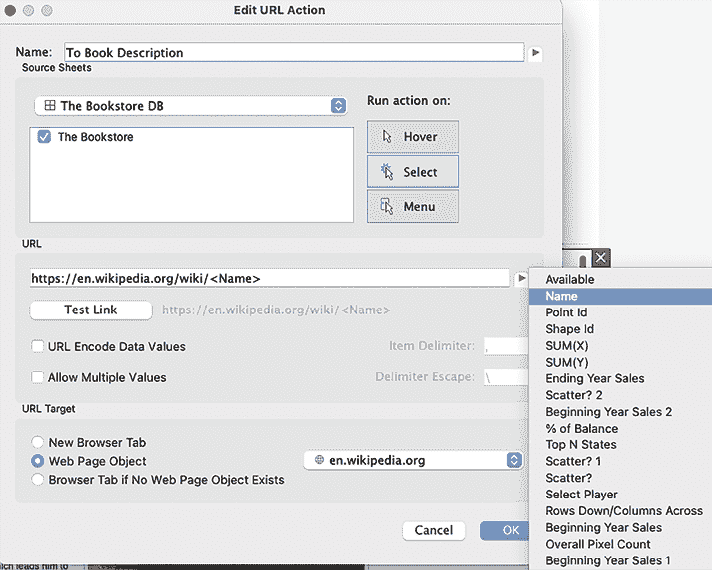 Edit URL Action
Name: To Book Description
Source Sheets
The Bookstore DB
The Bookstore
Run action on:
Hover
Select
Menu
URL
https://en.wikipedia.org/wiki/<Name>
Test Link https://en.wikipedia.org/wiki/<Name>
URL Encode Data Values Item Delimiter: ,
Allow Multiple Values Delimiter Escape: \
URL Target
New Browser Tab
Web Page Object en.wikipedia.org
Browser Tab if No Web Page Object Exists
Cancel OK
Available
Name
Point Id
Shape Id
SUM(X)
SUM(Y)
Ending Year Sales
Scatter? 2
Beginning Year Sales 2
% of Balance
Top N States
Scatter? 1
Scatter?
Select Player
Rows Down/Columns Across
Beginning Year Sales
Overall Pixel Count
Beginning Year Sales 1
which leads him to